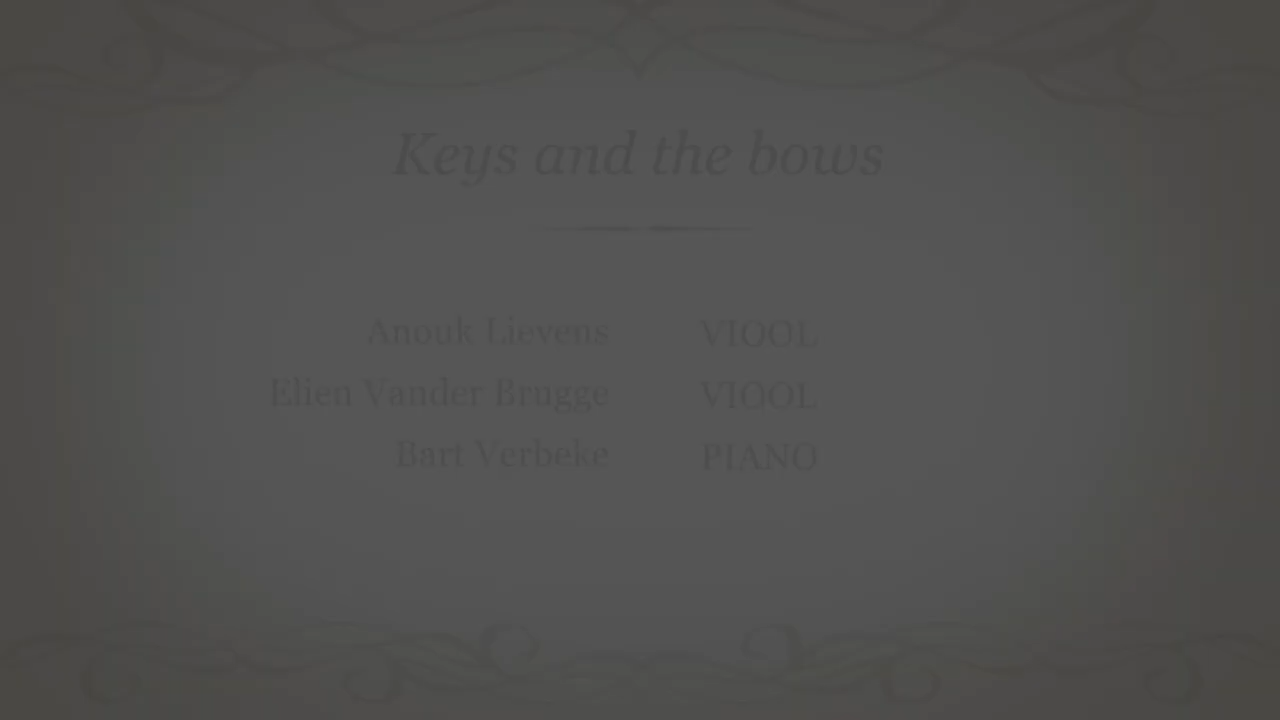 Keys and the bows
Anouk Lievens VIOOL
Elien Vander Brugge VIOOL
Bart Verbeke PIANO